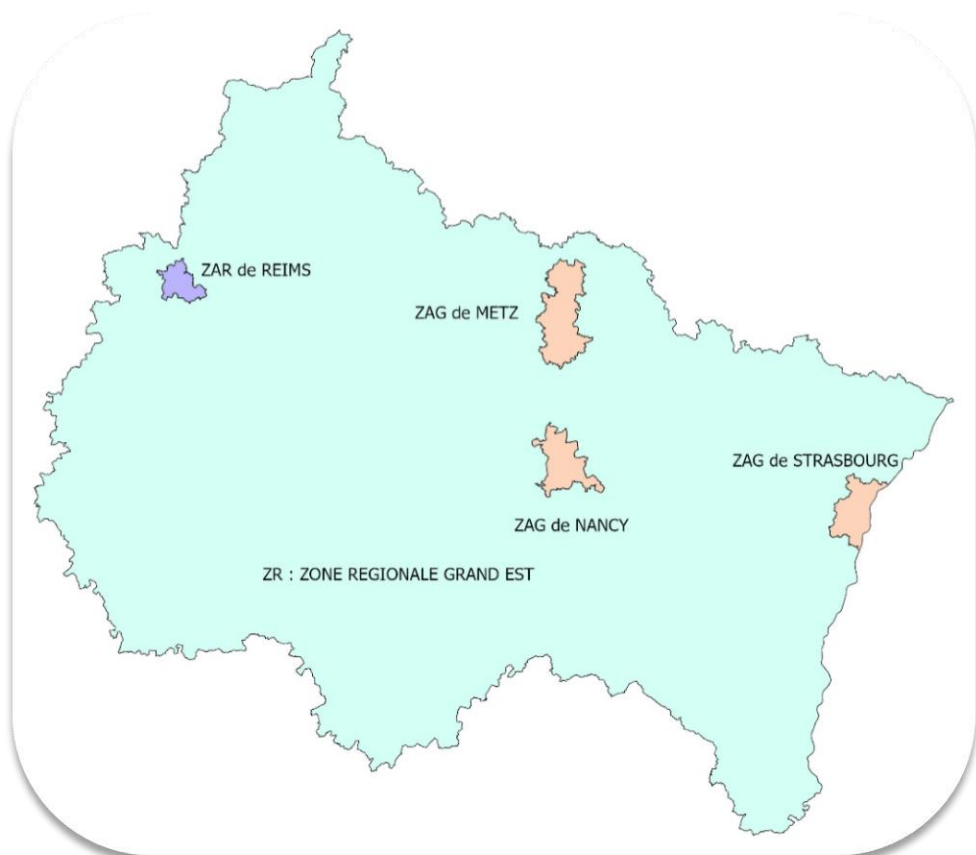 ZAR de REIMS
ZAG de METZ
ZAG de STRASBOURG
ZAG de NANCY
ZR : ZONE REGIONALE GRAND EST